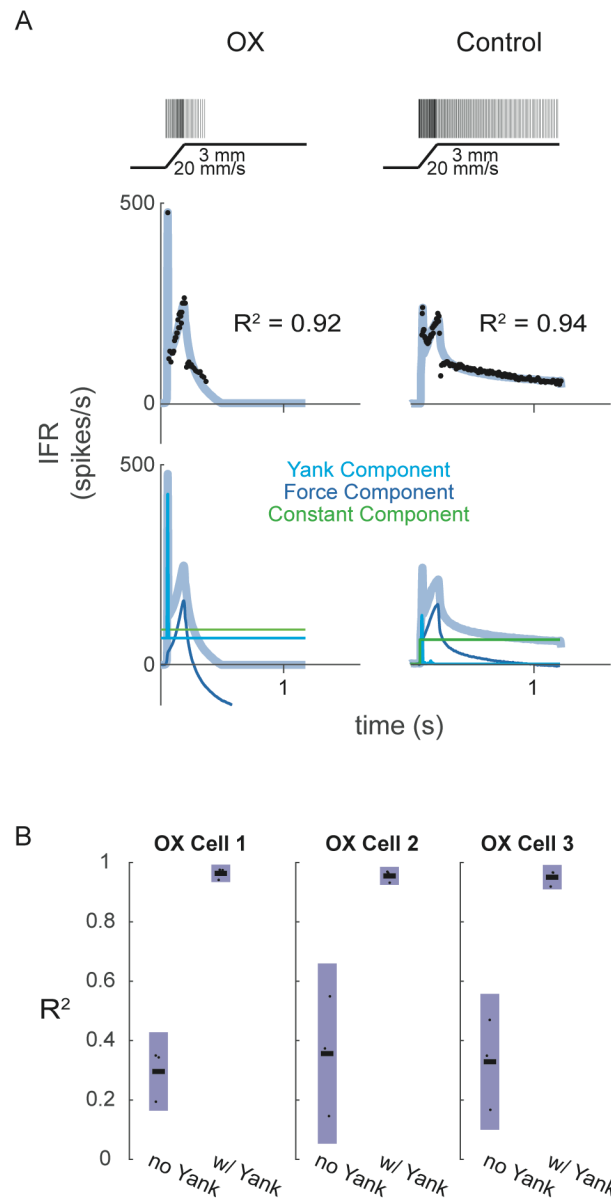 A
OX
Control
3 mm
20 mm/s
3 mm
20 mm/s
500
R² = 0.92
R² = 0.94
0
1
1
IFR
(spikes/s)
500
Yank Component
Force Component
Constant Component
0
1
1
time (s)
B
OX Cell 1
OX Cell 2
OX Cell 3
1
0.8
0.6
R²
0.4
0.2
0
no Yank
w/ Yank
no Yank
w/ Yank
no Yank
w/ Yank